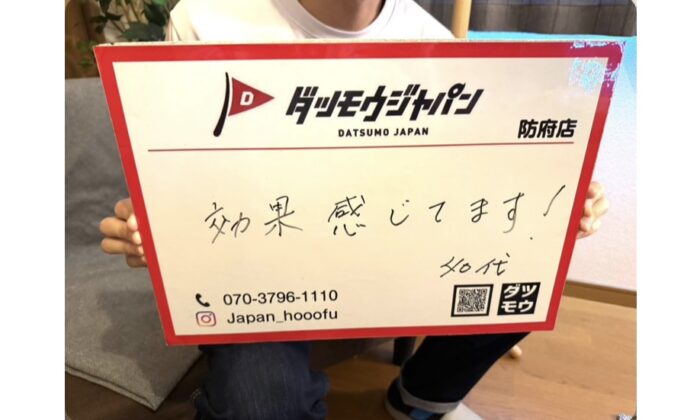 D ダツモウジャパン
DATSUMO JAPAN
防府店
効果 感じてます!
40代
070-3796-1110
Japan_hooofu
ダツ
モウ